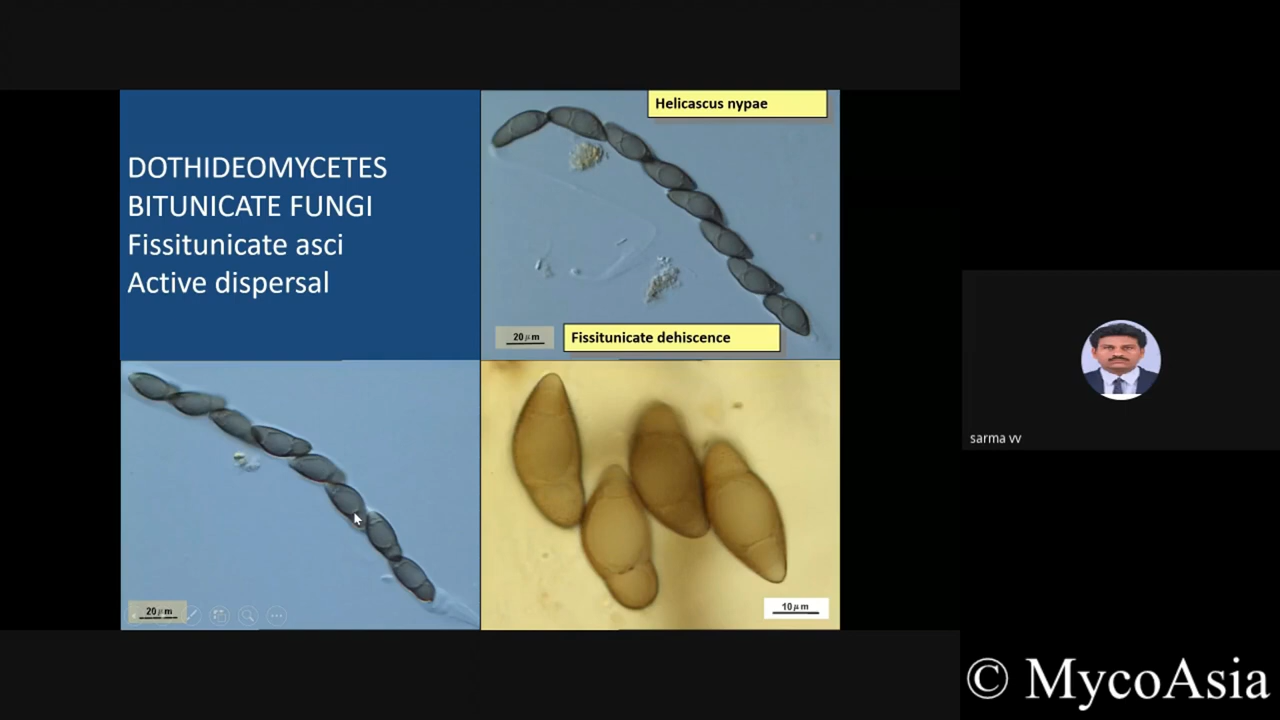 DOTHIDEOMYCETES
BITUNICATE FUNGI
Fissitunicate asci
Active dispersal
Helicascus nypae
20 μm
Fissitunicate dehiscence
20 μm
10 μm
sarma vv
© MycoAsia